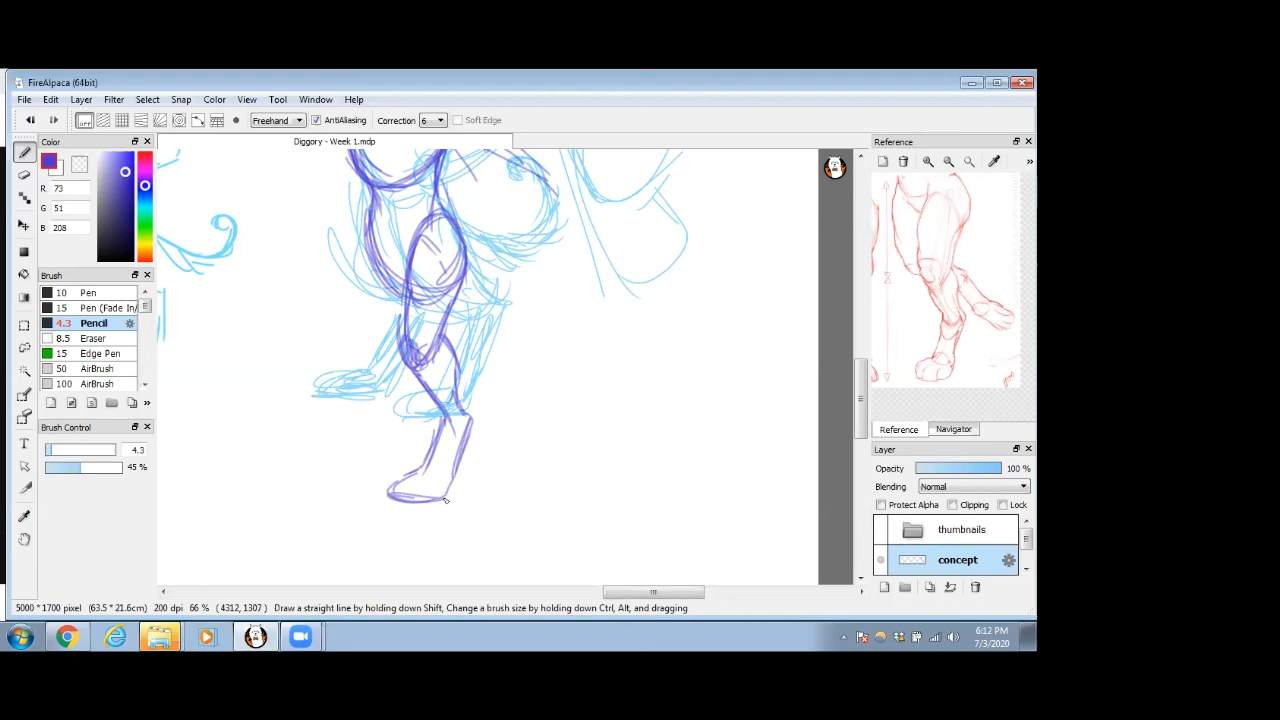 FireAlpaca (64bit)
File Edit Layer Filter Select Snap Color View Tool Window Help
off Freehand AntiAliasing Correction 6 Soft Edge
Color
Diggory - Week 1.mdp
Reference
R 73
G 51
B 208
Brush
10 Pen
15 Pen (Fade In/
4.3 Pencil
8.5 Eraser
15 Edge Pen
50 AirBrush
100 AirBrush
Brush Control
4.3
45 %
Reference Navigator
Layer
Opacity 100 %
Blending Normal
Protect Alpha Clipping Lock
thumbnails
concept
5000 * 1700 pixel (63.5 * 21.6cm) 200 dpi 66 % ( 4312, 1307 ) Draw a straight line by holding down Shift, Change a brush size by holding down Ctrl, Alt, and dragging
6:12 PM
7/3/2020